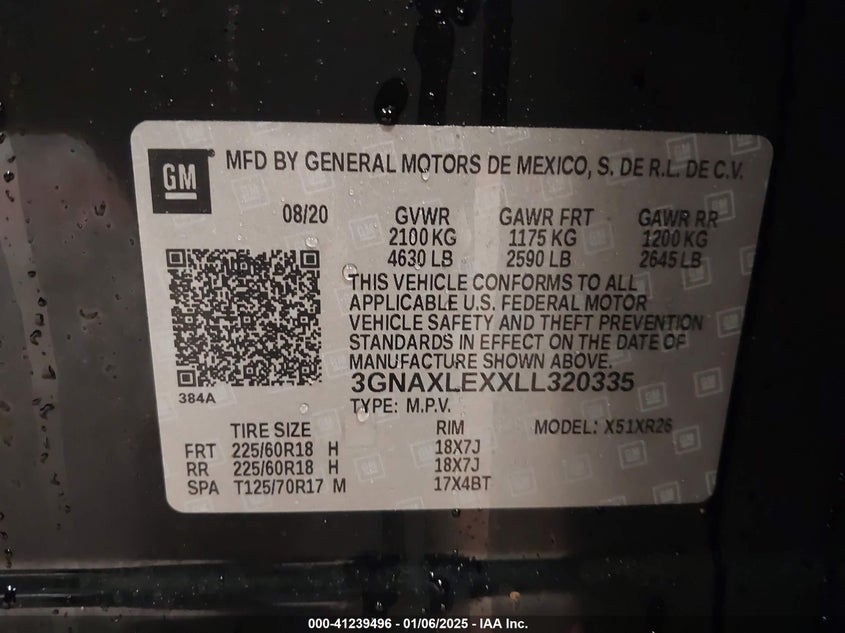 GM
MFD BY GENERAL MOTORS DE MEXICO, S. DE R.L. DE C.V.
08/20 GVWR GAWR FRT GAWR RR
2100 KG 1175 KG 1200 KG
4630 LB 2590 LB 2645 LB
THIS VEHICLE CONFORMS TO ALL
APPLICABLE U.S. FEDERAL MOTOR
VEHICLE SAFETY AND THEFT PREVENTION
STANDARDS IN EFFECT ON THE DATE OF
MANUFACTURE SHOWN ABOVE.
384A
3GNAXLEXXLL320335
TYPE: M.P.V.
TIRE SIZE RIM MODEL: X51XR26
FRT 225/60R18 H 18X7J
RR 225/60R18 H 18X7J
SPA T125/70R17 M 17X4BT
000-41239496 - 01/06/2025 - IAA Inc.